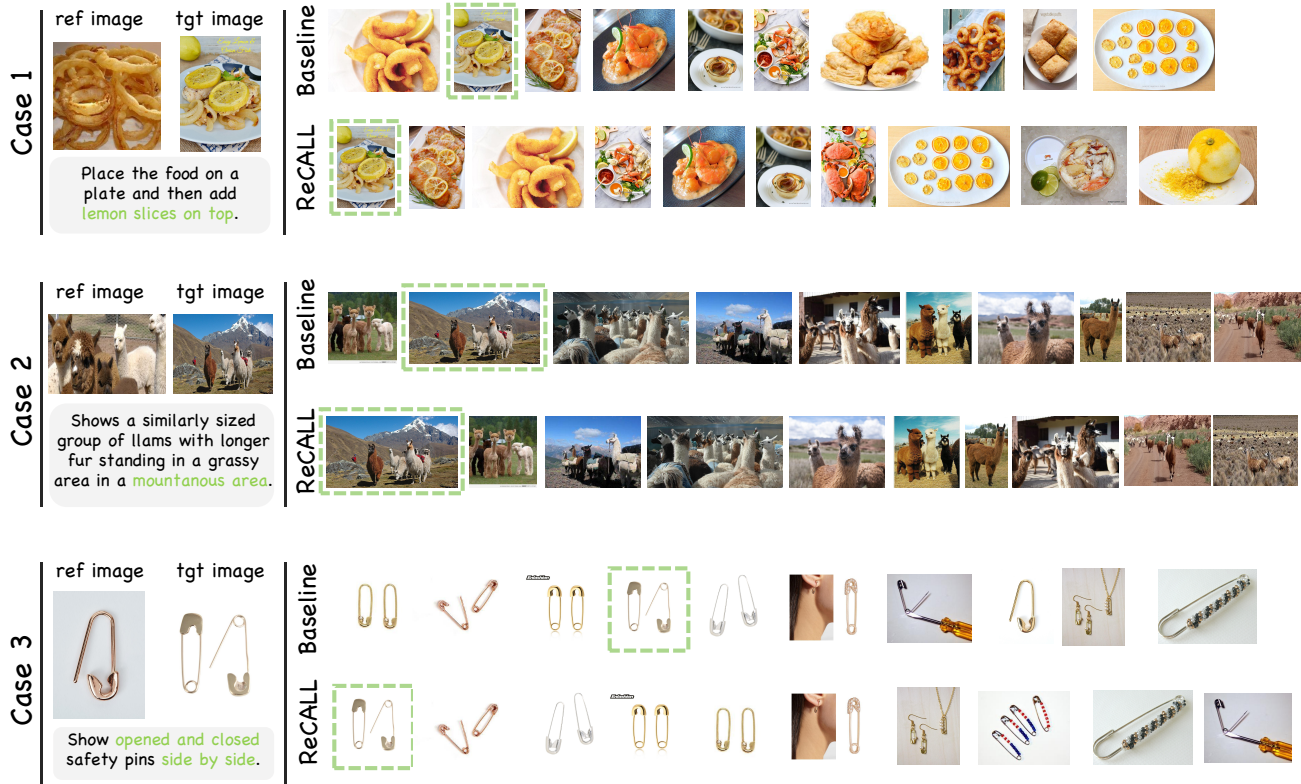 Case 1
ref image
tgt image
Place the food on a
plate and then add
lemon slices on top.
Baseline
ReCALL
Case 2
ref image
tgt image
Shows a similarly sized
group of llams with longer
fur standing in a grassy
area in a mountanous area.
Baseline
ReCALL
Case 3
ref image
tgt image
Show opened and closed
safety pins side by side.
Baseline
ReCALL